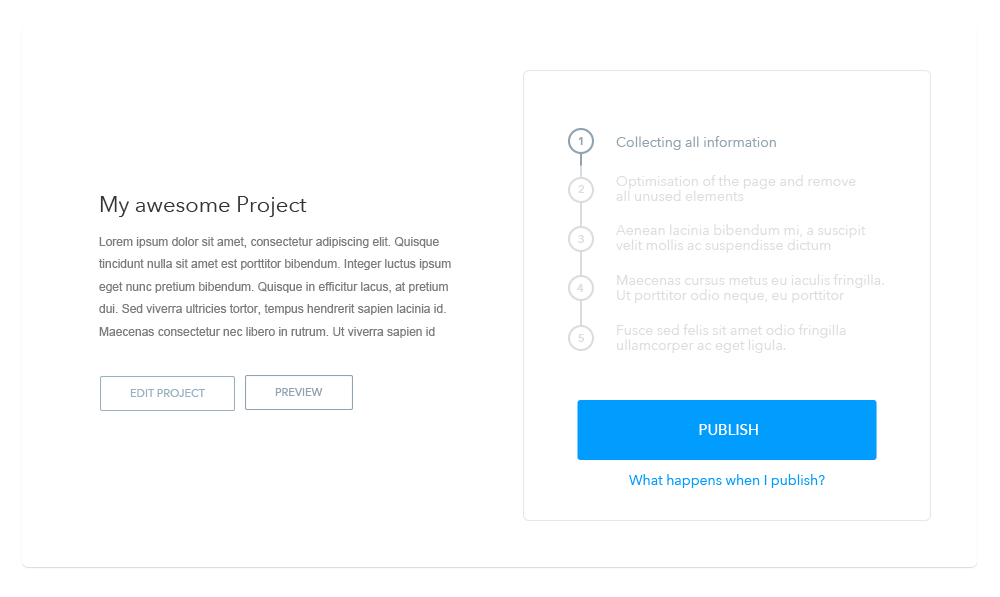 My awesome Project
Lorem ipsum dolor sit amet, consectetur adipiscing elit. Quisque
tincidunt nulla sit amet est porttitor bibendum. Integer luctus ipsum
eget nunc pretium bibendum. Quisque in efficitur lacus, at pretium
dui. Sed viverra ultricies tortor, tempus hendrerit sapien lacinia id.
Maecenas consectetur nec libero in rutrum. Ut viverra sapien id
EDIT PROJECT
PREVIEW
1 Collecting all information
2 Optimisation of the page and remove
all unused elements
3 Aenean lacinia bibendum mi, a suscipit
velit mollis ac suspendisse dictum
4 Maecenas cursus metus eu iaculis fringilla.
Ut porttitor odio neque, eu porttitor
5 Fusce sed felis sit amet odio fringilla
ullamcorper ac eget ligula.
PUBLISH
What happens when I publish?